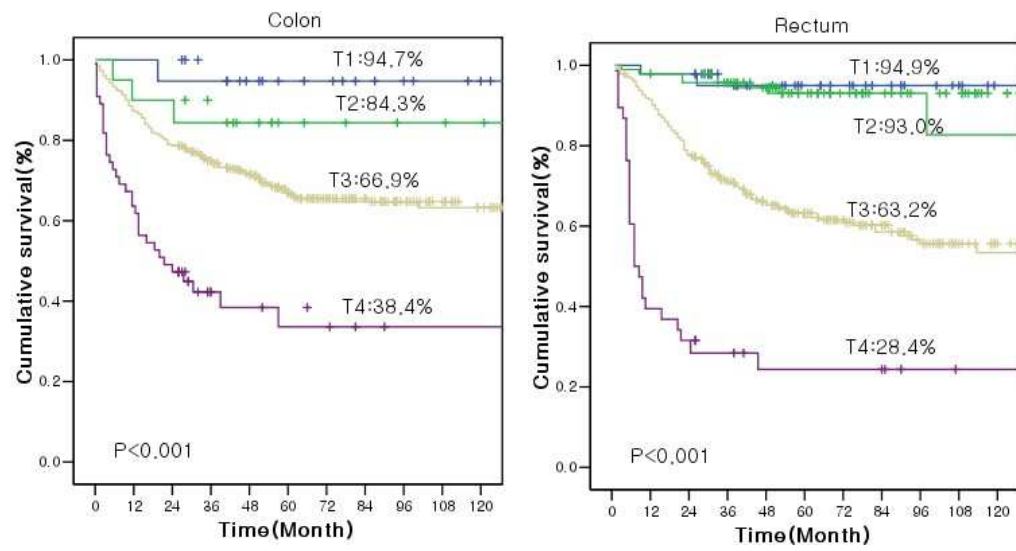 Colon
Cumulative survival(%)
1.0
0.8
0.6
0.4
0.2
0.0
T1:94.7%
T2:84.3%
T3:66.9%
T4:38.4%
P<0.001
0 12 24 36 48 60 72 84 96 108 120
Time(Month)
Rectum
Cumulative survival(%)
1.0
0.8
0.6
0.4
0.2
0.0
T1:94.9%
T2:93.0%
T3:63.2%
T4:28.4%
P<0.001
0 12 24 36 48 60 72 84 96 108 120
Time(Month)